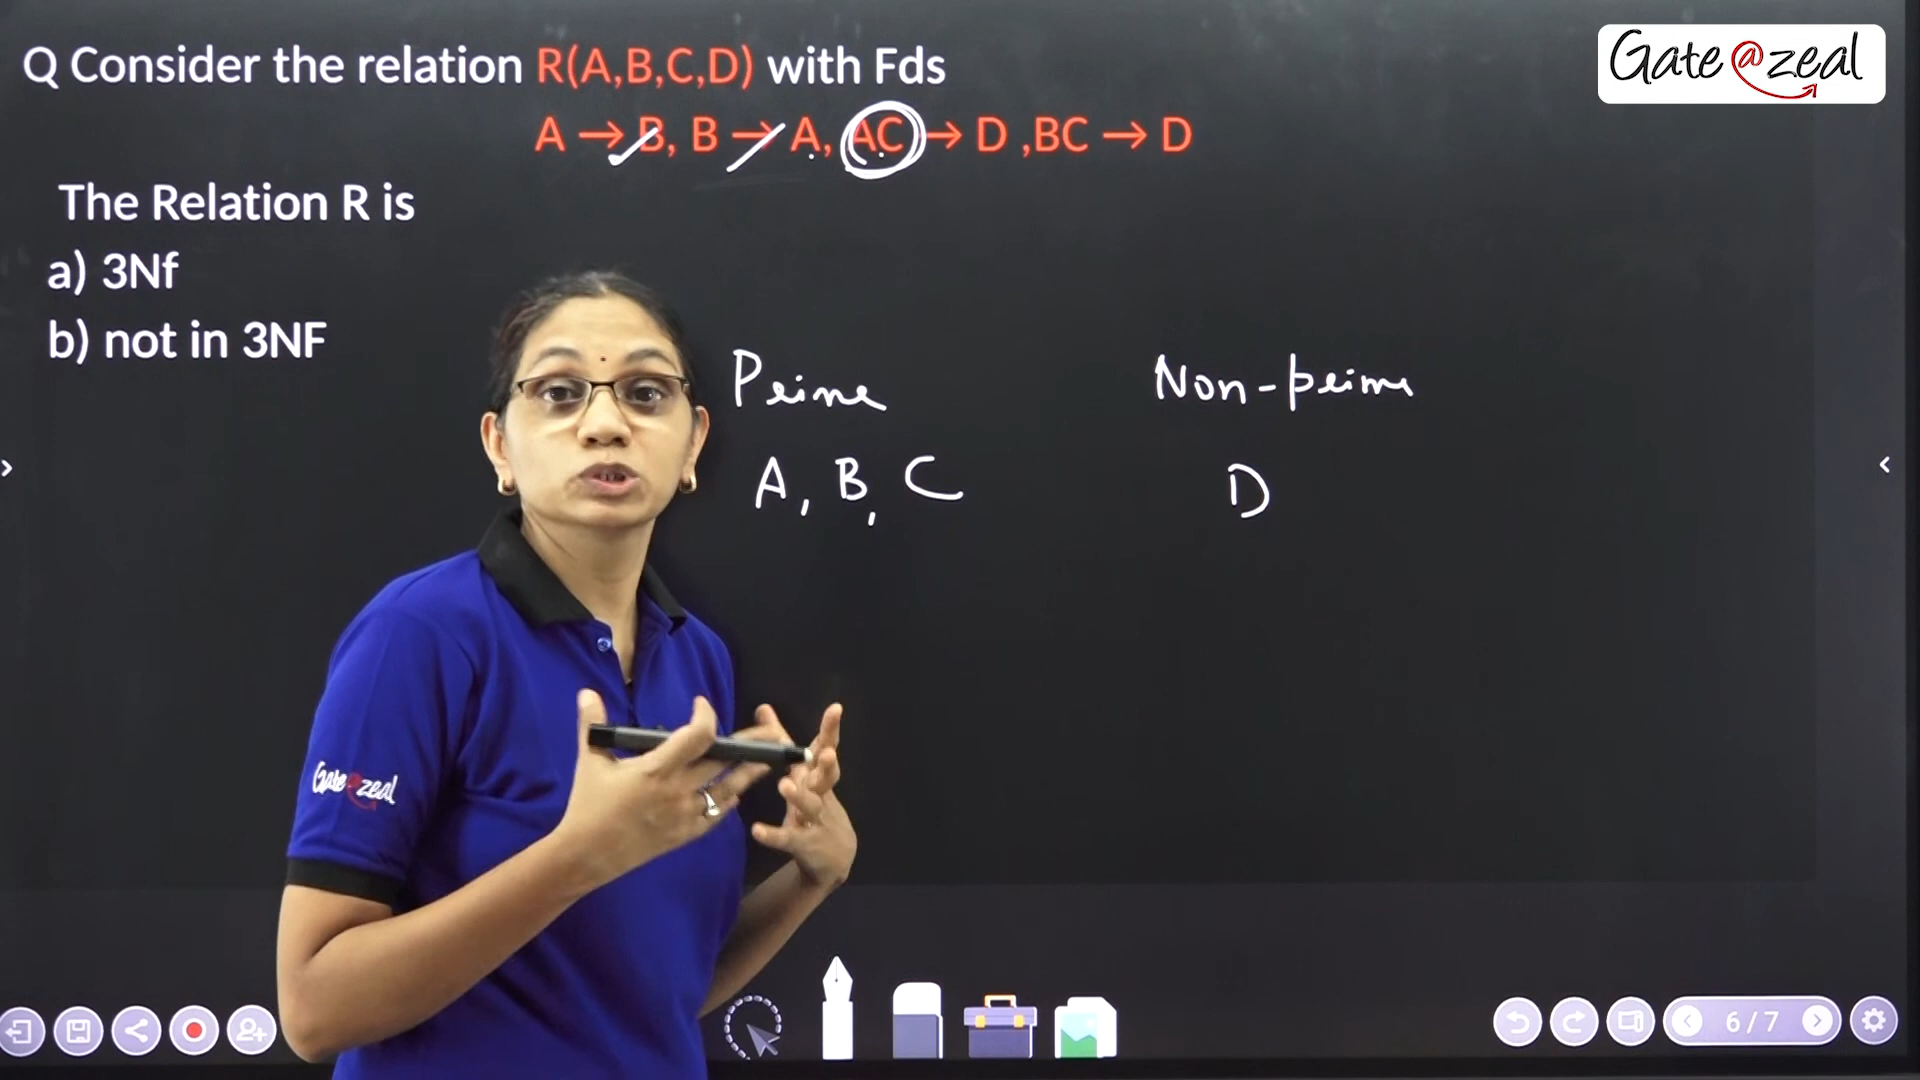 Q Consider the relation R(A,B,C,D) with Fds
Gate@zeal
A → B, B → A, AC → D ,BC → D
The Relation R is
a) 3Nf
b) not in 3NF
Prime Non-prime
A, B, C D
Gate@zeal
6/7